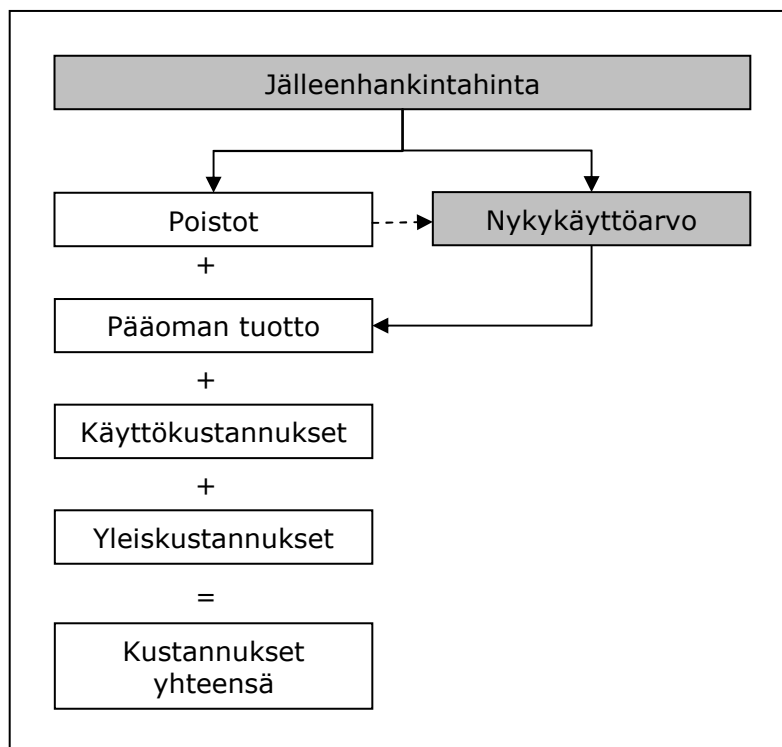 Jälleenhankintahinta
Poistot
Nykykäyttöarvo
+
Pääoman tuotto
+
Käyttökustannukset
+
Yleiskustannukset
=
Kustannukset
yhteensä